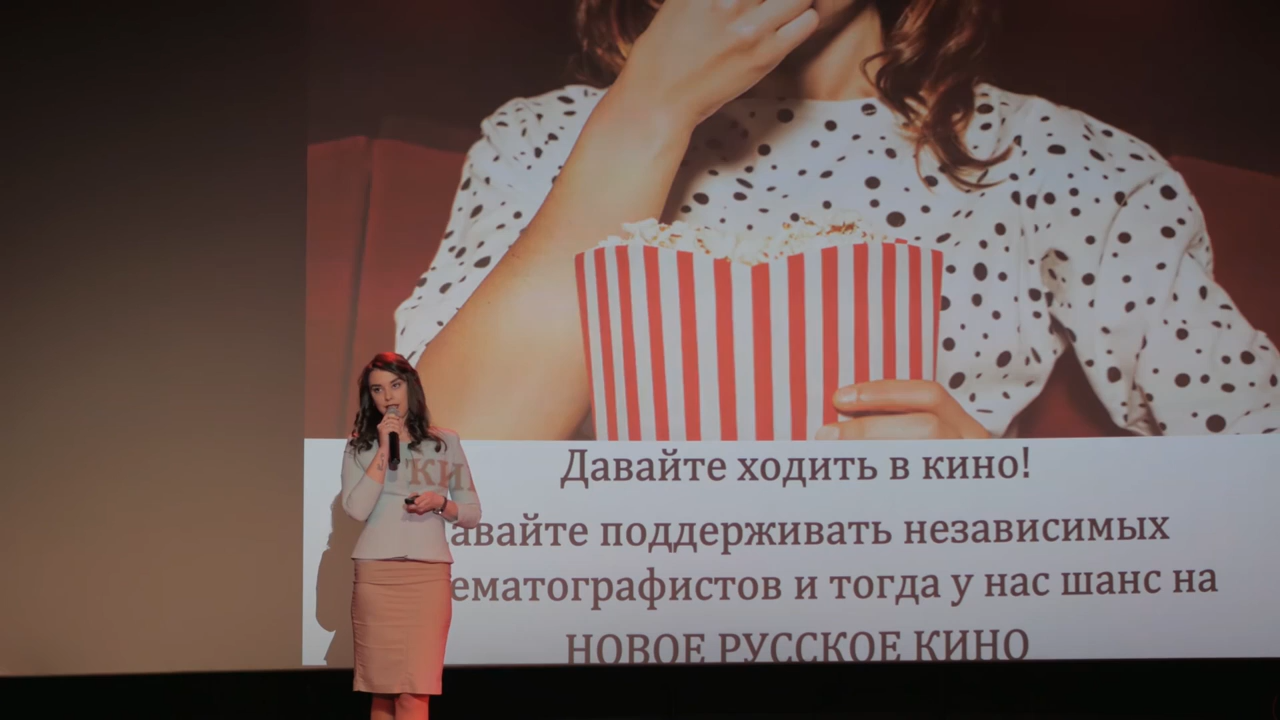 Давайте ходить в кино!
авайте поддерживать независимых
ематографистов и тогда у нас шанс на
НОВОЕ РУССКОЕ КИНО